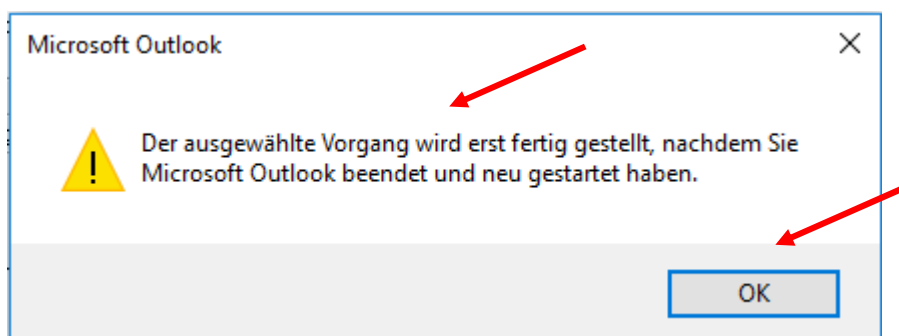 Microsoft Outlook
Der ausgewählte Vorgang wird erst fertig gestellt, nachdem Sie
Microsoft Outlook beendet und neu gestartet haben.
OK